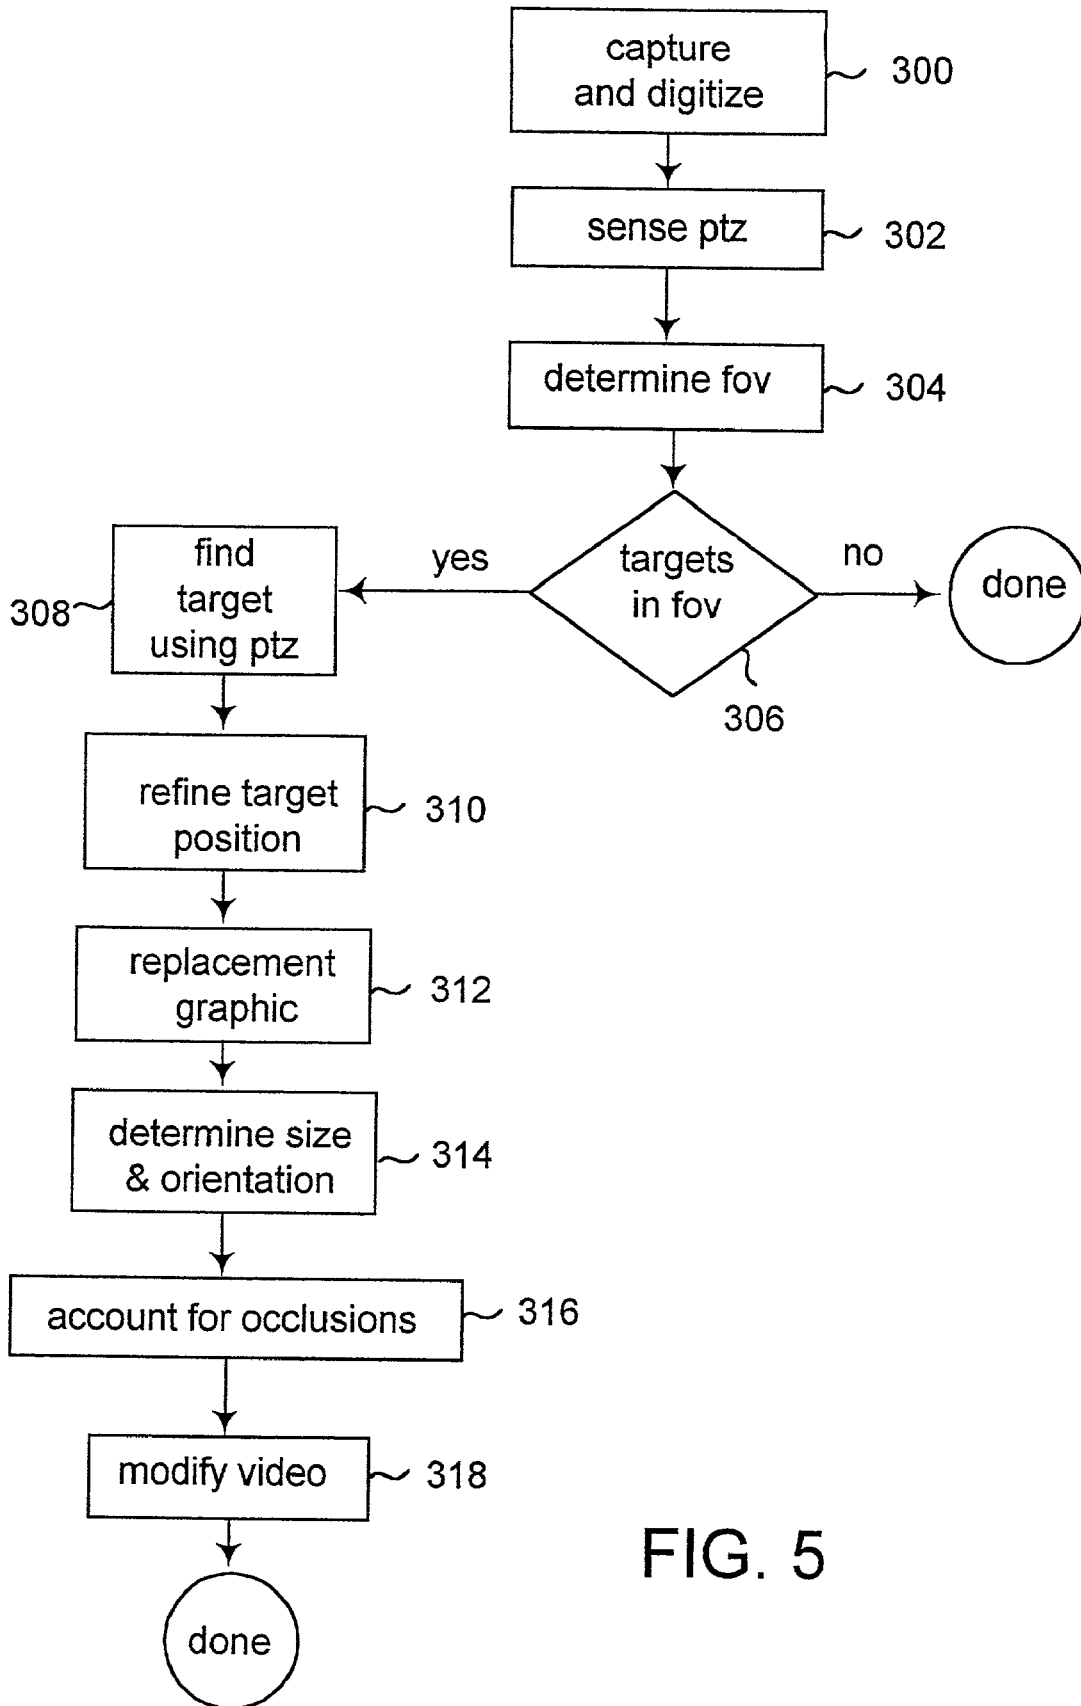 capture
and digitize
300
sense ptz
302
determine fov
304
targets
in fov
306
yes
no
done
find
target
using ptz
308
refine target
position
310
replacement
graphic
312
determine size
& orientation
314
account for occlusions
316
modify video
318
done
FIG. 5